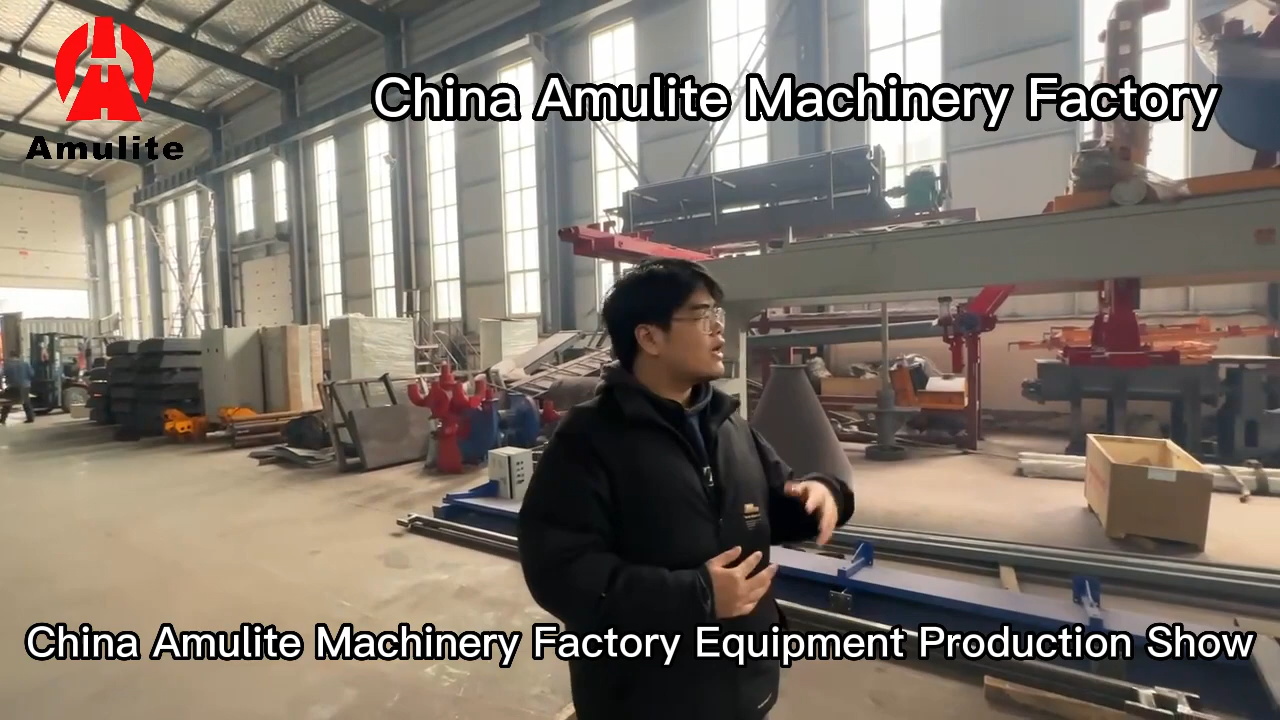 China Amulite Machinery Factory
Amulite
China Amulite Machinery Factory Equipment Production Show